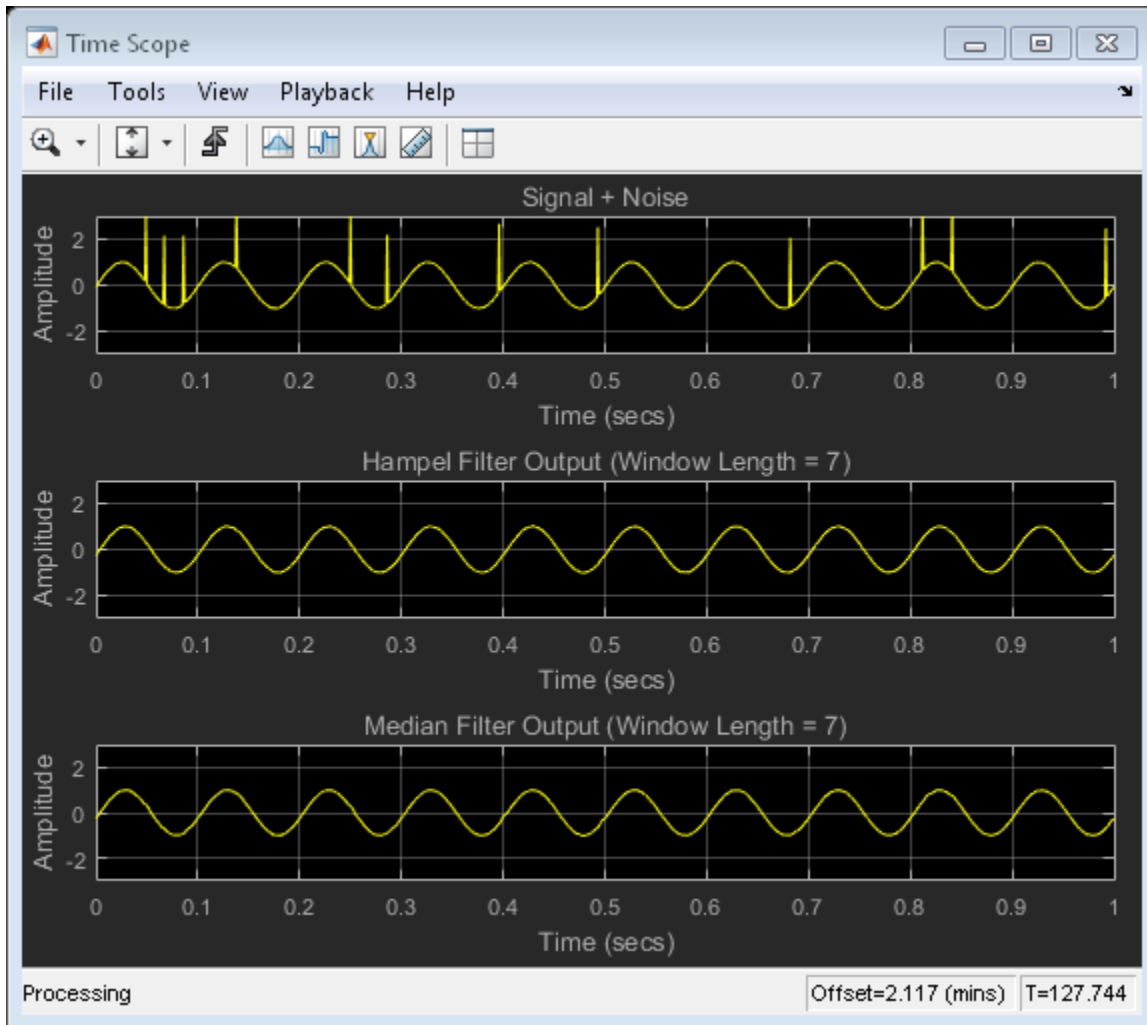 Time Scope
File Tools View Playback Help
Signal + Noise
Amplitude
2
0
-2
0 0.1 0.2 0.3 0.4 0.5 0.6 0.7 0.8 0.9 1
Time (secs)
Hampel Filter Output (Window Length = 7)
Amplitude
2
0
-2
0 0.1 0.2 0.3 0.4 0.5 0.6 0.7 0.8 0.9 1
Time (secs)
Median Filter Output (Window Length = 7)
Amplitude
2
0
-2
0 0.1 0.2 0.3 0.4 0.5 0.6 0.7 0.8 0.9 1
Time (secs)
Processing Offset=2.117 (mins) T=127.744